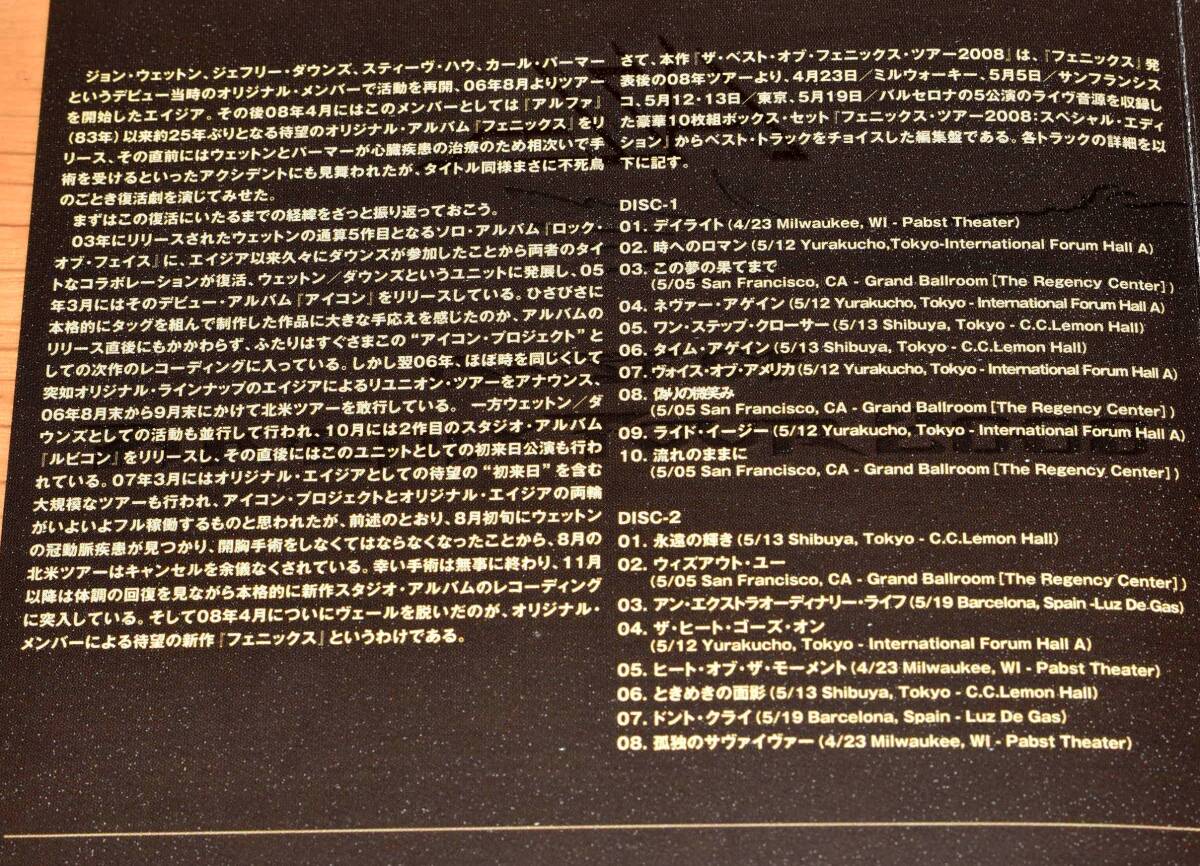 ジョン・ウェットン、ジェフリー・ダウンズ、スティーヴ・ハウ、カール・パーマー
というデビュー当時のオリジナル・メンバーで活動を再開、06年8月よりツアー
を開始したエイジア。その後08年4月にはこのメンバーとしては『アルファ』
(83年)以来約25年ぶりとなる待望のオリジナル・アルバム『フェニックス』をリ
リース、その直前にはウェットンとパーマーが心臓疾患の治療のため相次いで手
術を受けるといったアクシデントにも見舞われたが、タイトル同様まさに不死鳥
のごとき復活劇を演じてみせた。
まずはこの復活にいたるまでの経緯をざっと振り返っておこう。
03年にリリースされたウェットンの通算5作目となるソロ・アルバム『ロック・
オブ・フェイス』に、エイジア以来久々にダウンズが参加したことから両者のタイ
トなコラボレーションが復活、ウェットン/ダウンズというユニットに発展し、05
年3月にはそのデビュー・アルバム『アイコン』をリリースしている。ひさびさに
本格的にタッグを組んで制作した作品に大きな手応えを感じたのか、アルバムの
リリース直後にもかかわらず、ふたりはすぐさまこの“アイコン・プロジェクト”と
しての次作のレコーディングに入っている。しかし翌06年、ほぼ時を同じくして
突如オリジナル・ラインナップのエイジアによるリユニオン・ツアーをアナウンス、
06年8月末から9月末にかけて北米ツアーを敢行している。一方ウェットン/ダ
ウンズとしての活動も並行して行われ、10月には2作目のスタジオ・アルバム
『ルビコン』をリリースし、その直後にはこのユニットとしての初来日公演も行わ
れている。07年3月にはオリジナル・エイジアとしての待望の“初来日”を含む
大規模なツアーも行われ、アイコン・プロジェクトとオリジナル・エイジアの両輪
がいよいよフル稼働するものと思われたが、前述のとおり、8月初旬にウェットン
の冠動脈疾患が見つかり、開胸手術をしなくてはならなくなったことから、8月の
北米ツアーはキャンセルを余儀なくされている。幸い手術は無事に終わり、11月
以降は体調の回復を見ながら本格的に新作スタジオ・アルバムのレコーディング
に突入している。そして08年4月についにヴェールを脱いだのが、オリジナル・
メンバーによる待望の新作『フェニックス』というわけである。
さて、本作『ザ・ベスト・オブ・フェニックス・ツアー2008』は、『フェニックス』発
表後の08年ツアーより、4月23日/ミルウォーキー、5月5日/サンフランシス
コ、5月12・13日/東京、5月19日/バルセロナの5公演のライヴ音源を収録し
た豪華10枚組ボックス・セット『フェニックス・ツアー2008：スペシャル・エディ
ション』からベスト・トラックをチョイスした編集盤である。各トラックの詳細を以
下に記す。
DISC-1
01. デイライト (4/23 Milwaukee, WI - Pabst Theater)
02. 時へのロマン (5/12 Yurakucho,Tokyo-International Forum Hall A)
03. この夢の果てまで
(5/05 San Francisco, CA - Grand Ballroom [The Regency Center])
04. ネヴァー・アゲイン (5/12 Yurakucho, Tokyo - International Forum Hall A)
05. ワン・ステップ・クローサー (5/13 Shibuya, Tokyo - C.C.Lemon Hall)
06. タイム・アゲイン (5/13 Shibuya, Tokyo - C.C.Lemon Hall)
07. ヴォイス・オブ・アメリカ (5/12 Yurakucho, Tokyo - International Forum Hall A)
08. 偽りの微笑み
(5/05 San Francisco, CA - Grand Ballroom [The Regency Center])
09. ライド・イージー (5/12 Yurakucho, Tokyo - International Forum Hall A)
10. 流れのままに
(5/05 San Francisco, CA - Grand Ballroom [The Regency Center])
DISC-2
01. 永遠の輝き (5/13 Shibuya, Tokyo - C.C.Lemon Hall)
02. ウィズアウト・ユー
(5/05 San Francisco, CA - Grand Ballroom [The Regency Center])
03. アン・エクストラオーディナリー・ライフ (5/19 Barcelona, Spain -Luz De Gas)
04. ザ・ヒート・ゴーズ・オン
(5/12 Yurakucho, Tokyo - International Forum Hall A)
05. ヒート・オブ・ザ・モーメント (4/23 Milwaukee, WI - Pabst Theater)
06. ときめきの面影 (5/13 Shibuya, Tokyo - C.C.Lemon Hall)
07. ドント・クライ (5/19 Barcelona, Spain - Luz De Gas)
08. 孤独のサヴァイヴァー (4/23 Milwaukee, WI - Pabst Theater)